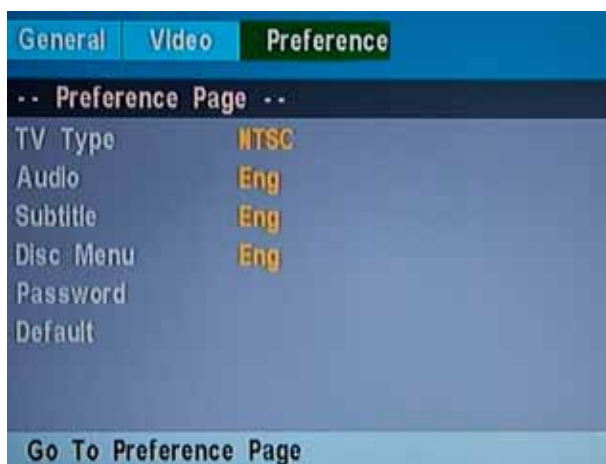 General VIdeo Preference
-- Preference Page --
TV Type NTSC
Audio Eng
Subtitle Eng
Disc Menu Eng
Password
Default
Go To Preference Page